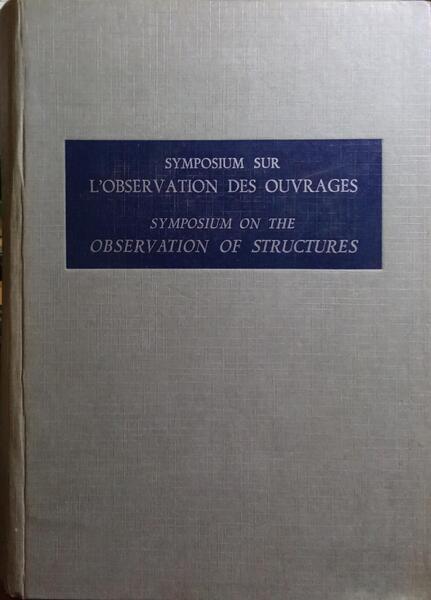 SYMPOSIUM SUR
L'OBSERVATION DES OUVRAGES
SYMPOSIUM ON THE
OBSERVATION OF STRUCTURES